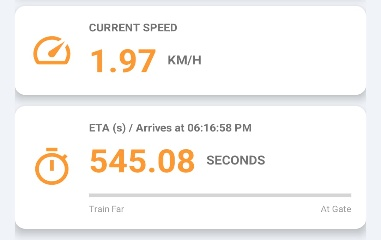 CURRENT SPEED
1.97 KM/H
ETA (s) / Arrives at 06:16:58 PM
545.08 SECONDS
Train Far At Gate